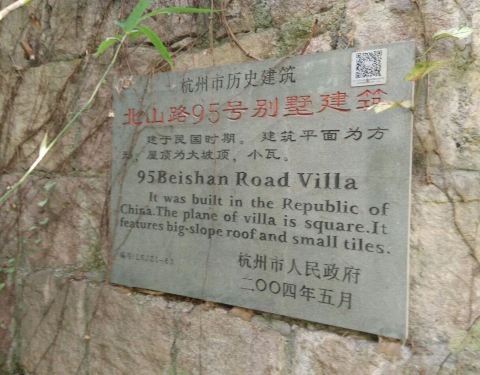 杭州市历史建筑
北山路95号别墅建筑
建于民国时期。建筑平面为方
形，屋顶为大坡顶，小瓦。
95Beishan Road Villa
It was built in the Republic of
China.The plane of villa is square.It
features big-slope roof and small tiles.
杭州市人民政府
二〇〇四年五月